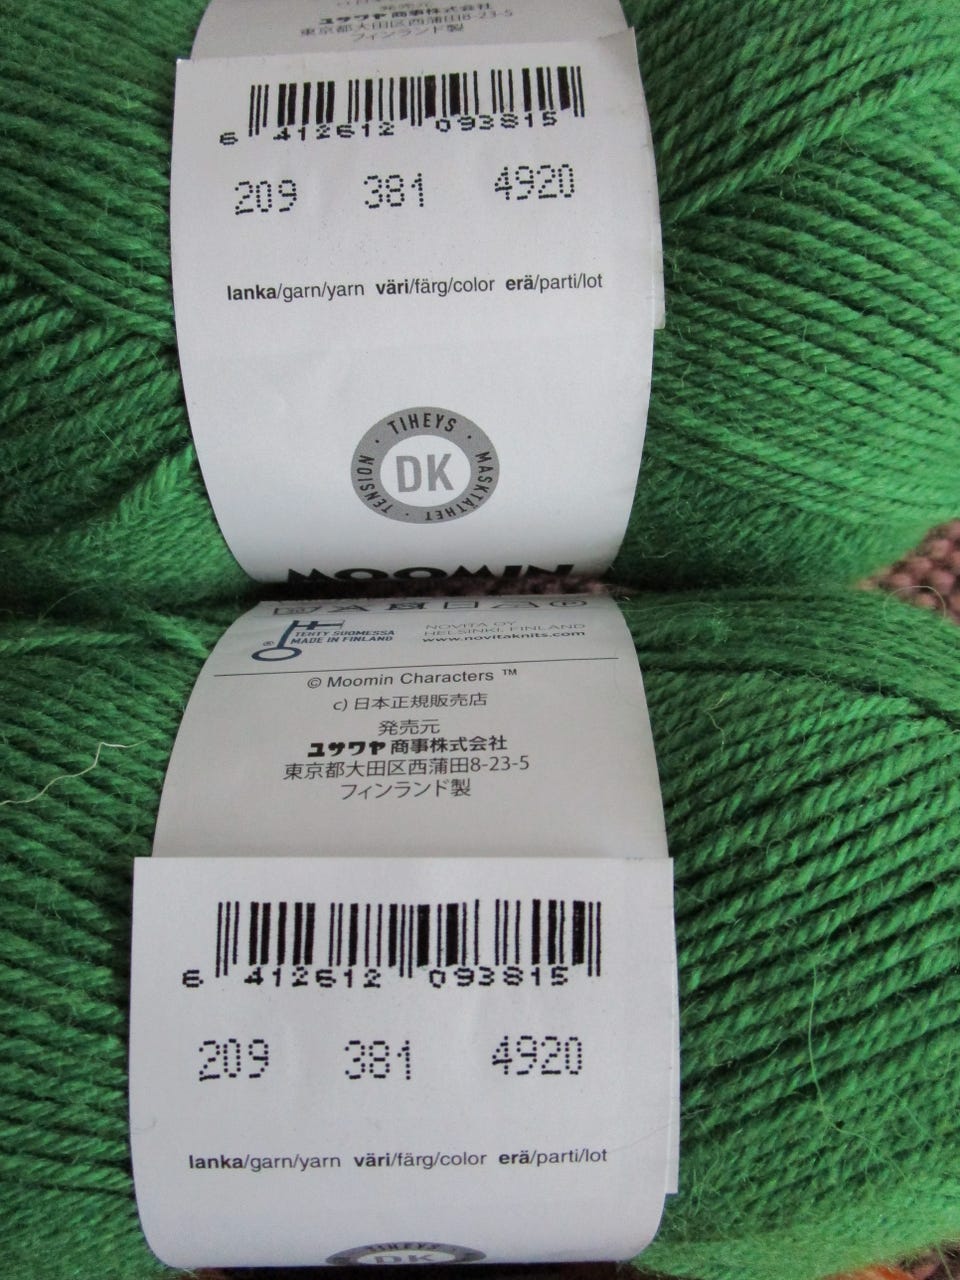 発売元
ユサワヤ商事株式会社
東京都大田区西蒲田8-23-5
フィンランド製
6 412612 093815
209 381 4920
lanka/garn/yarn väri/färg/color erä/parti/lot
TIHEYS · MASKTÄTHET · TENSION ·
DK
MOOMIN
TEHTY SUOMESSA
MADE IN FINLAND
®
NOVITA OY
HELSINKI, FINLAND
www.novitaknits.com
© Moomin Characters ™
c) 日本正規販売店
発売元
ユサワヤ商事株式会社
東京都大田区西蒲田8-23-5
フィンランド製
6 412612 093815
209 381 4920
lanka/garn/yarn väri/färg/color erä/parti/lot
TIHEYS
DK